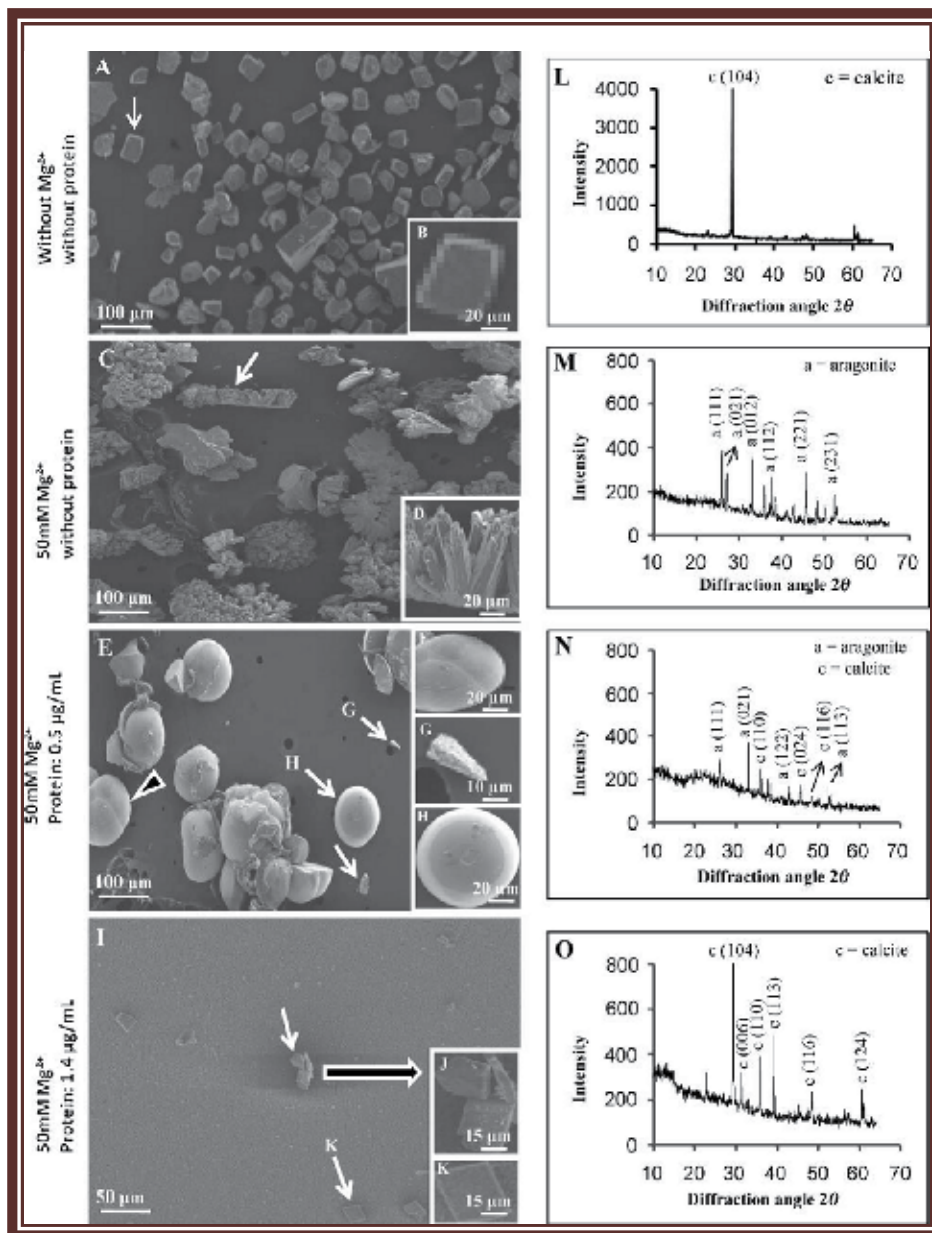 Without Mg²⁺
without protein
A
B
100 µm
20 µm
L
c (104)
c = calcite
4000
3000
2000
1000
0
Intensity
10 20 30 40 50 60 70
Diffraction angle 2θ
50mM Mg²⁺
without protein
C
D
100 µm
20 µm
M
a = aragonite
800
600
400
200
0
Intensity
a (111)
a (021)
a (012)
a (112)
a (221)
a (231)
10 20 30 40 50 60 70
Diffraction angle 2θ
50mM Mg²⁺
Protein: 0.5 µg/mL
E
G
H
100 µm
20 µm
G
10 µm
H
20 µm
N
a = aragonite
c = calcite
800
600
400
200
0
Intensity
a (111)
a (021)
c (110)
a (122)
c (024)
c (116)
a (113)
10 20 30 40 50 60 70
Diffraction angle 2θ
50mM Mg²⁺
Protein: 1.4 µg/mL
I
K
50 µm
J
15 µm
K
15 µm
O
c (104)
c = calcite
800
600
400
200
0
Intensity
c (006)
c (110)
c (113)
c (116)
c (124)
10 20 30 40 50 60 70
Diffraction angle 2θ